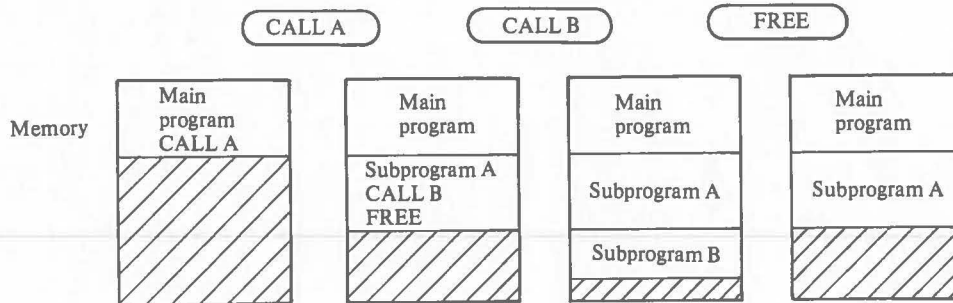 CALL A
CALL B
FREE
Memory
Main
program
CALL A
Main
program
Subprogram A
CALL B
FREE
Main
program
Subprogram A
Subprogram B
Main
program
Subprogram A